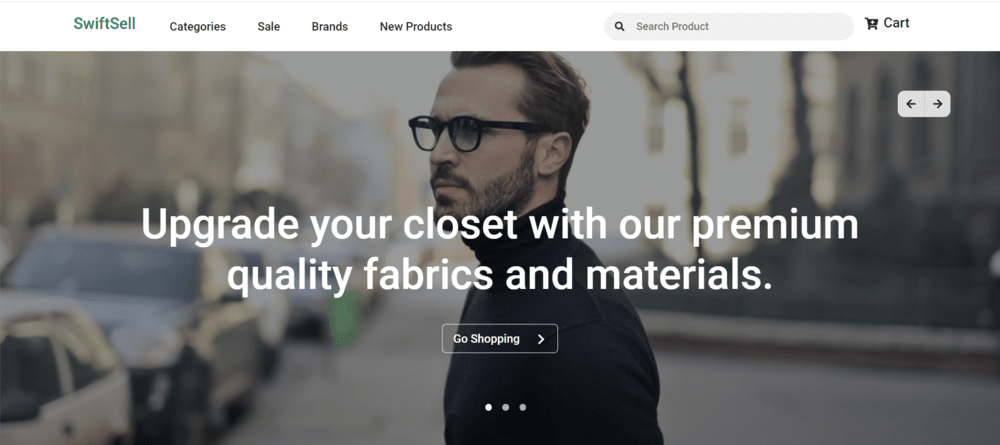 SwiftSell
Categories
Sale
Brands
New Products
Search Product
Cart
Upgrade your closet with our premium
quality fabrics and materials.
Go Shopping